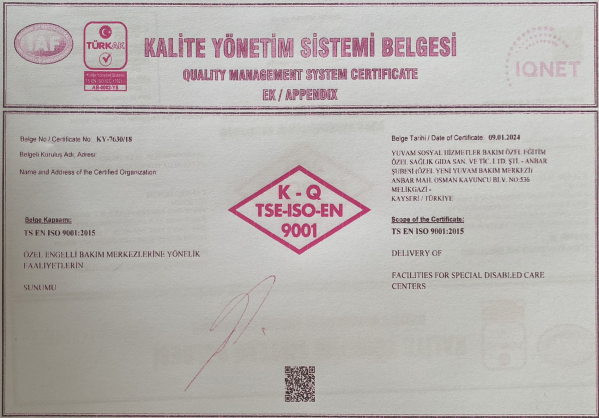 IAF
TÜRKAK
AB-0002-YS
KALİTE YÖNETİM SİSTEMİ BELGESİ
QUALITY MANAGEMENT SYSTEM CERTIFICATE
EK / APPENDIX
IQNET
Belge No / Certificate No. KY-7630/18
Belgeli Kuruluş Adı, Adresi
Name and Address of the Certified Organization
Belge Tarihi / Date of Certificate. 09.01.2024
YUVAM SOSYAL HİZMETLER BAKIM ÖZEL EĞİTİM
ÖZEL SAĞLIK GIDA SAN. VE TİC. LTD. ŞTİ. - ANBAR
ŞUBESİ (ÖZEL YENİ YUVAM BAKIM MERKEZİ)
ANBAR MAH. OSMAN KAVUNCU BLV. NO:536
MELİKGAZİ -
KAYSERİ / TÜRKİYE
K - Q
TSE-ISO-EN
9001
Belge Kapsamı:
TS EN ISO 9001:2015
ÖZEL ENGELLİ BAKIM MERKEZLERİNE YÖNELİK
FAALİYETLERİN
SUNUMU
Scope of the Certificate:
TS EN ISO 9001:2015
DELIVERY OF
FACILITIES FOR SPECIAL DISABLED CARE
CENTERS